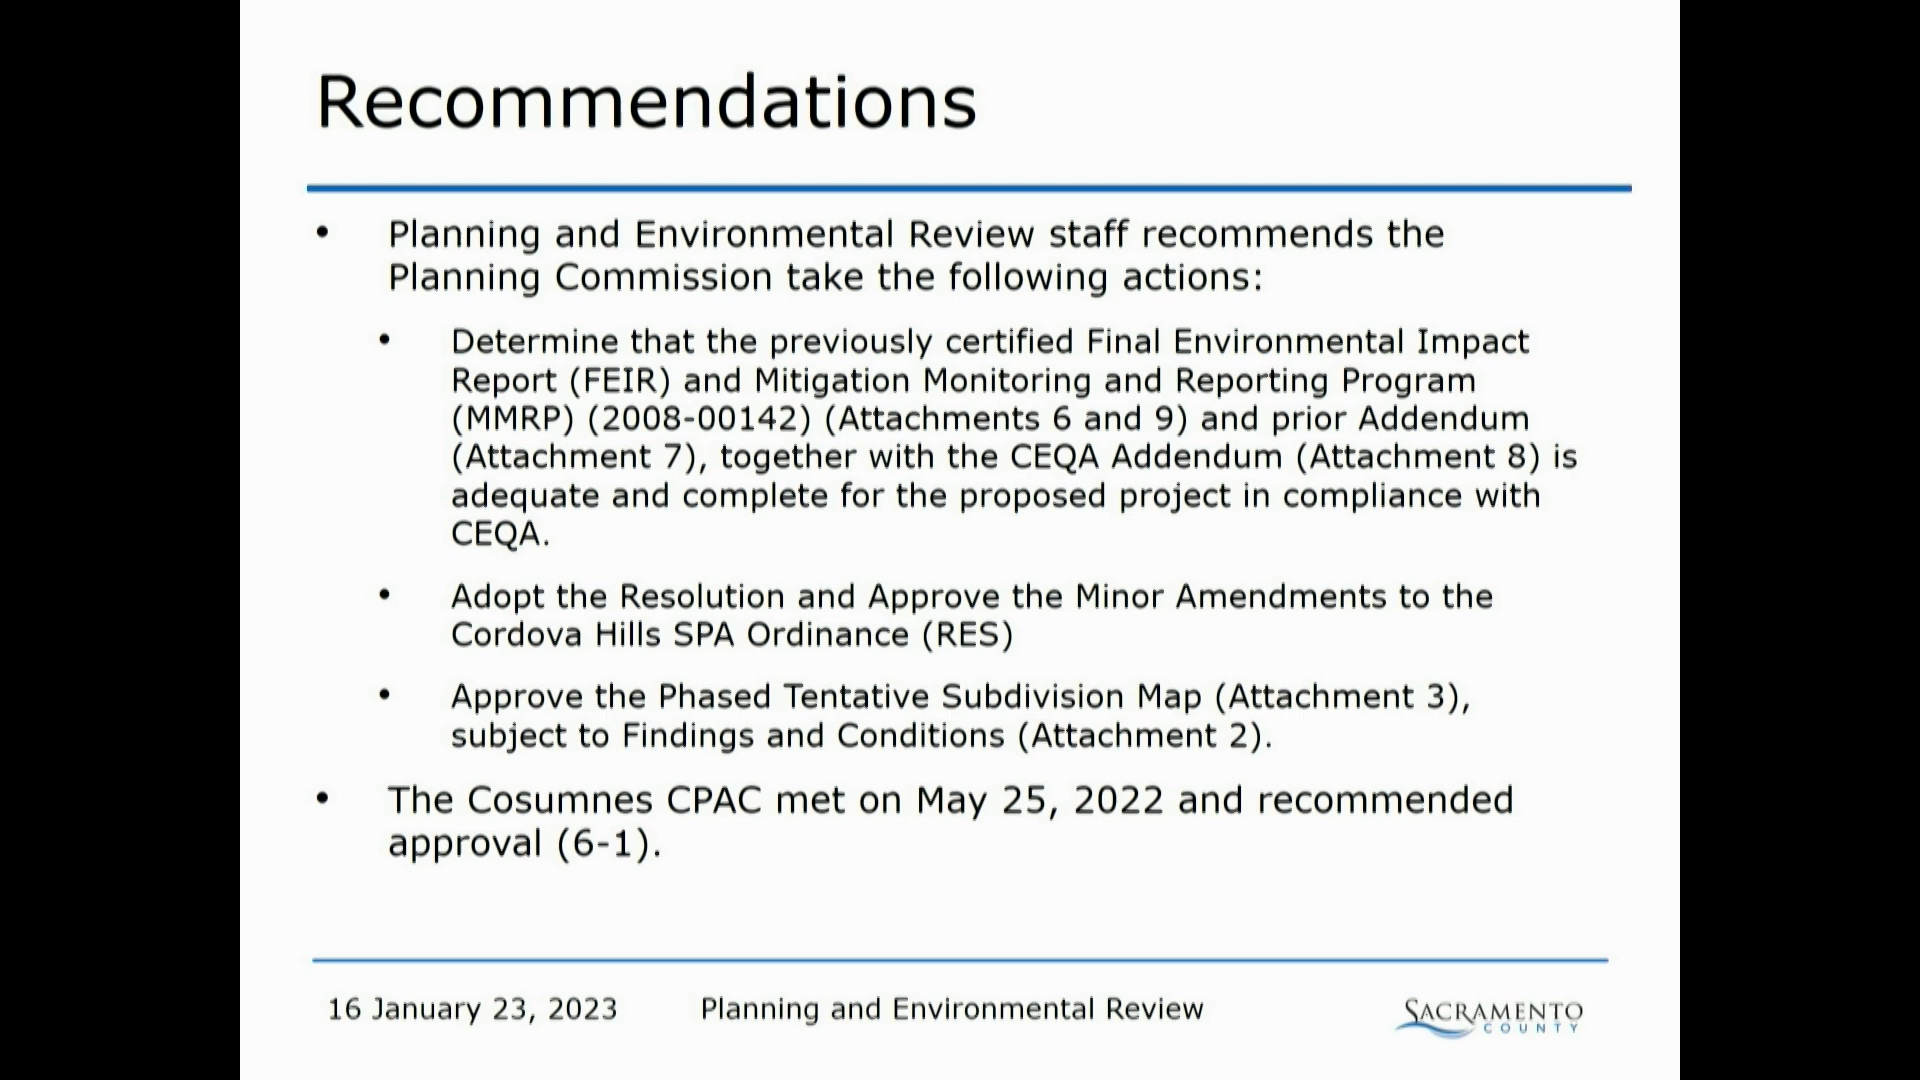 Recommendations
• Planning and Environmental Review staff recommends the
Planning Commission take the following actions:
• Determine that the previously certified Final Environmental Impact
Report (FEIR) and Mitigation Monitoring and Reporting Program
(MMRP) (2008-00142) (Attachments 6 and 9) and prior Addendum
(Attachment 7), together with the CEQA Addendum (Attachment 8) is
adequate and complete for the proposed project in compliance with
CEQA.
• Adopt the Resolution and Approve the Minor Amendments to the
Cordova Hills SPA Ordinance (RES)
• Approve the Phased Tentative Subdivision Map (Attachment 3),
subject to Findings and Conditions (Attachment 2).
• The Cosumnes CPAC met on May 25, 2022 and recommended
approval (6-1).
16 January 23, 2023 Planning and Environmental Review
SACRAMENTO
COUNTY